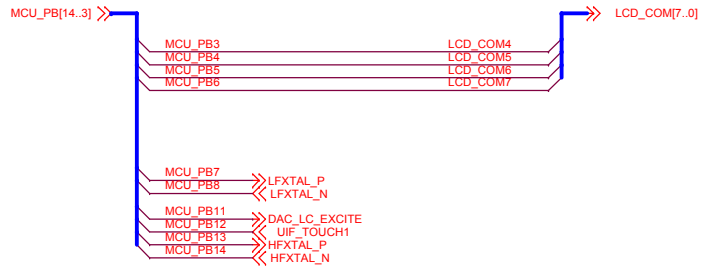 MCU_PB[14..3] LCD_COM[7..0]
MCU_PB3 LCD_COM4
MCU_PB4 LCD_COM5
MCU_PB5 LCD_COM6
MCU_PB6 LCD_COM7
MCU_PB7 LFXTAL_P
MCU_PB8 LFXTAL_N
MCU_PB11 DAC_LC_EXCITE
MCU_PB12 UIF_TOUCH1
MCU_PB13 HFXTAL_P
MCU_PB14 HFXTAL_N